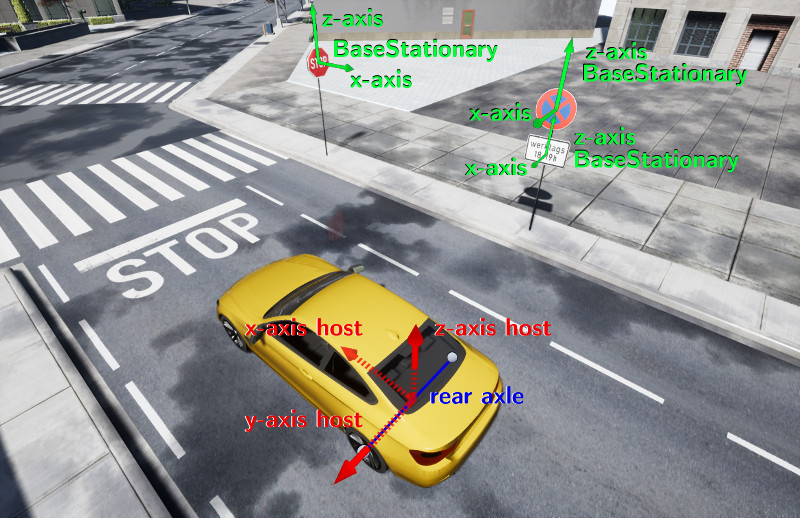 z-axis
BaseStationary
STOP
x-axis
z-axis
BaseStationary
x-axis
z-axis
werktags
BaseStationary
x-axis
STOP
x-axis host
z-axis host
rear axle
y-axis host